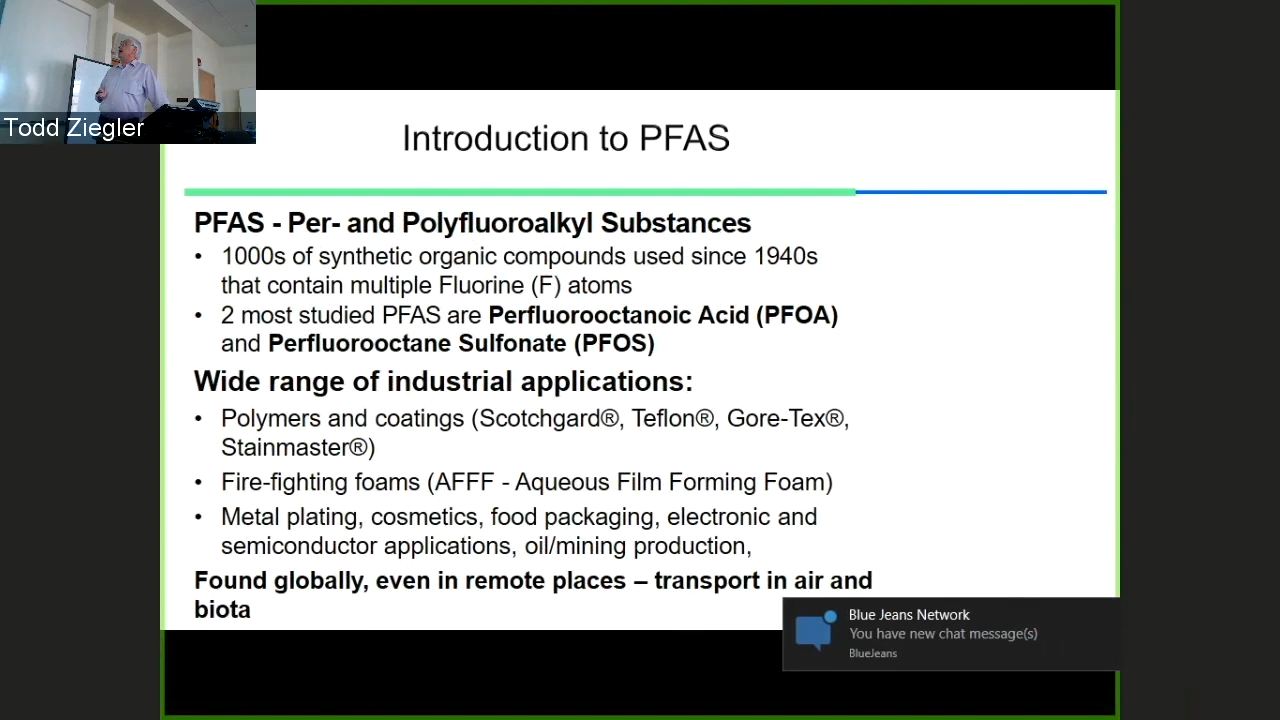 Todd Ziegler
Introduction to PFAS
PFAS - Per- and Polyfluoroalkyl Substances
• 1000s of synthetic organic compounds used since 1940s
that contain multiple Fluorine (F) atoms
• 2 most studied PFAS are Perfluorooctanoic Acid (PFOA)
and Perfluorooctane Sulfonate (PFOS)
Wide range of industrial applications:
• Polymers and coatings (Scotchgard®, Teflon®, Gore-Tex®,
Stainmaster®)
• Fire-fighting foams (AFFF - Aqueous Film Forming Foam)
• Metal plating, cosmetics, food packaging, electronic and
semiconductor applications, oil/mining production,
Found globally, even in remote places – transport in air and
biota
Blue Jeans Network
You have new chat message(s)
BlueJeans